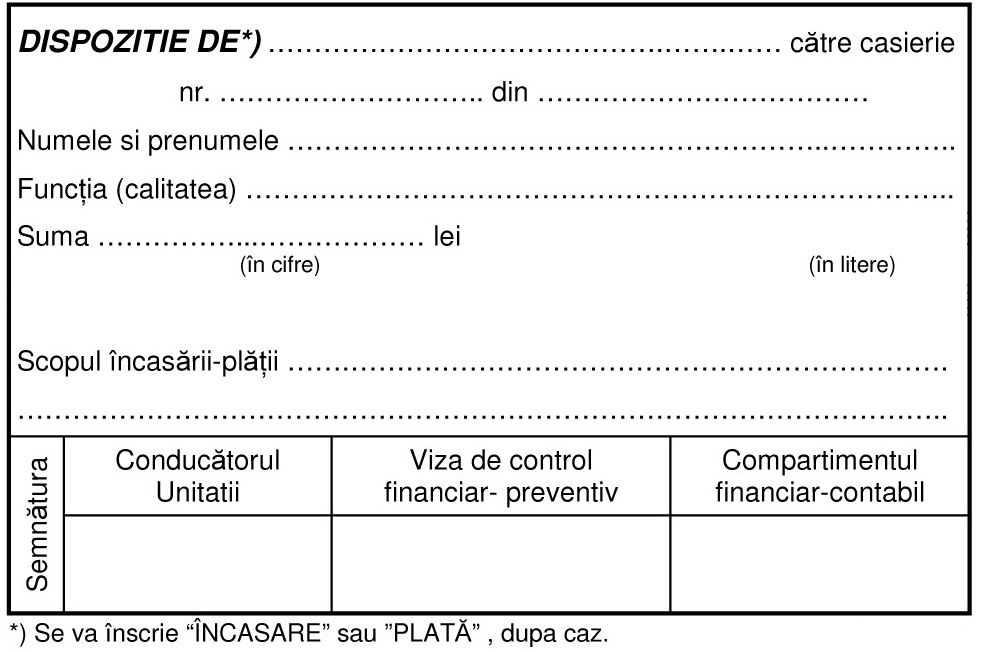 DISPOZITIE DE*) ........................................................ către casierie
nr. ............................. din ....................................
Numele si prenumele .........................................................................
Funcția (calitatea) .............................................................................
Suma .................................... lei
(în cifre) (în litere)
Scopul încasării-plății ........................................................................
......................................................................................................
Semnătura
Conducătorul
Unitatii
Viza de control
financiar- preventiv
Compartimentul
financiar-contabil
*) Se va înscrie “ÎNCASARE” sau ”PLATĂ” , dupa caz.